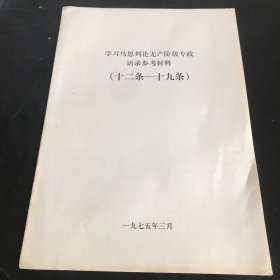 学习马恩列论无产阶级专政
语录参考材料
（十二条—十九条）
一九七五年三月